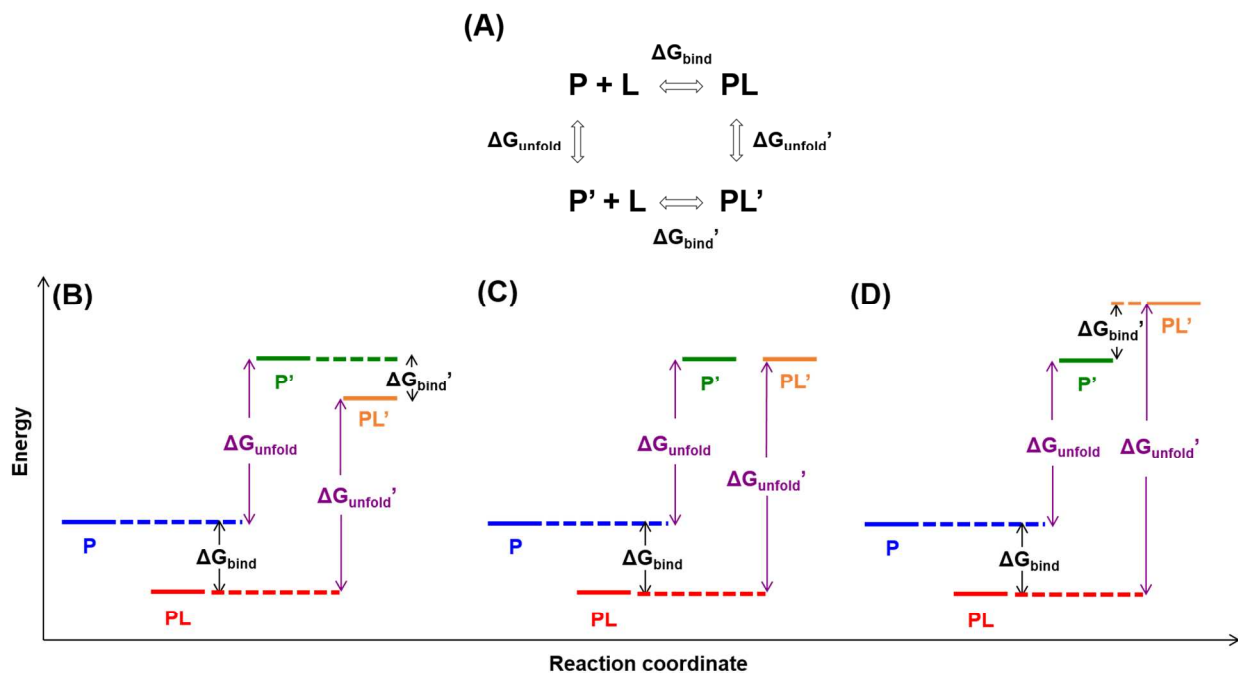 (A)
ΔGbind
P + L PL
ΔGunfold ΔGunfold’
P’ + L PL’
ΔGbind’
Energy
(B)
P’
ΔGbind’
PL’
ΔGunfold
ΔGunfold’
P
ΔGbind
PL
(C)
P’ PL’
ΔGunfold
ΔGunfold’
P
ΔGbind
PL
(D)
ΔGbind’
PL’
P’
ΔGunfold ΔGunfold’
P
ΔGbind
PL
Reaction coordinate